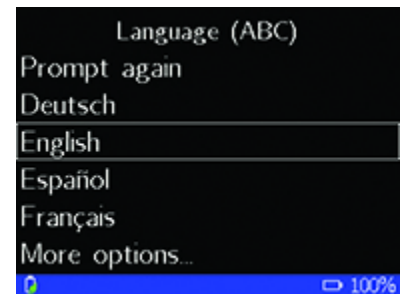 Language (ABC)
Prompt again
Deutsch
English
Español
Français
More options...
100%